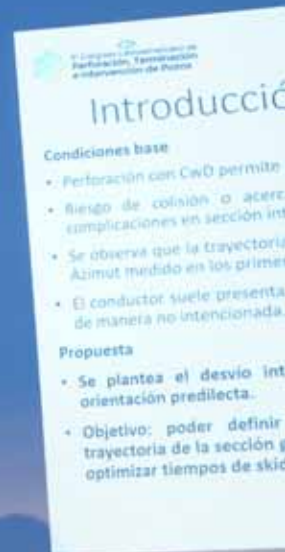 Congreso Latinoamericano de
Perforación, Terminación
e Intervención de Pozos
Introducció
Condiciones base
• Perforación con CwD permite
• Riesgo de colisión o acerc
complicaciones en sección int
• Se observa que la trayectoria
Azimut medido en los primer
• El conductor suele presenta
de manera no intencionada.
Propuesta
• Se plantea el desvío int
orientación predilecta.
• Objetivo: poder definir
trayectoria de la sección g
optimizar tiempos de skid